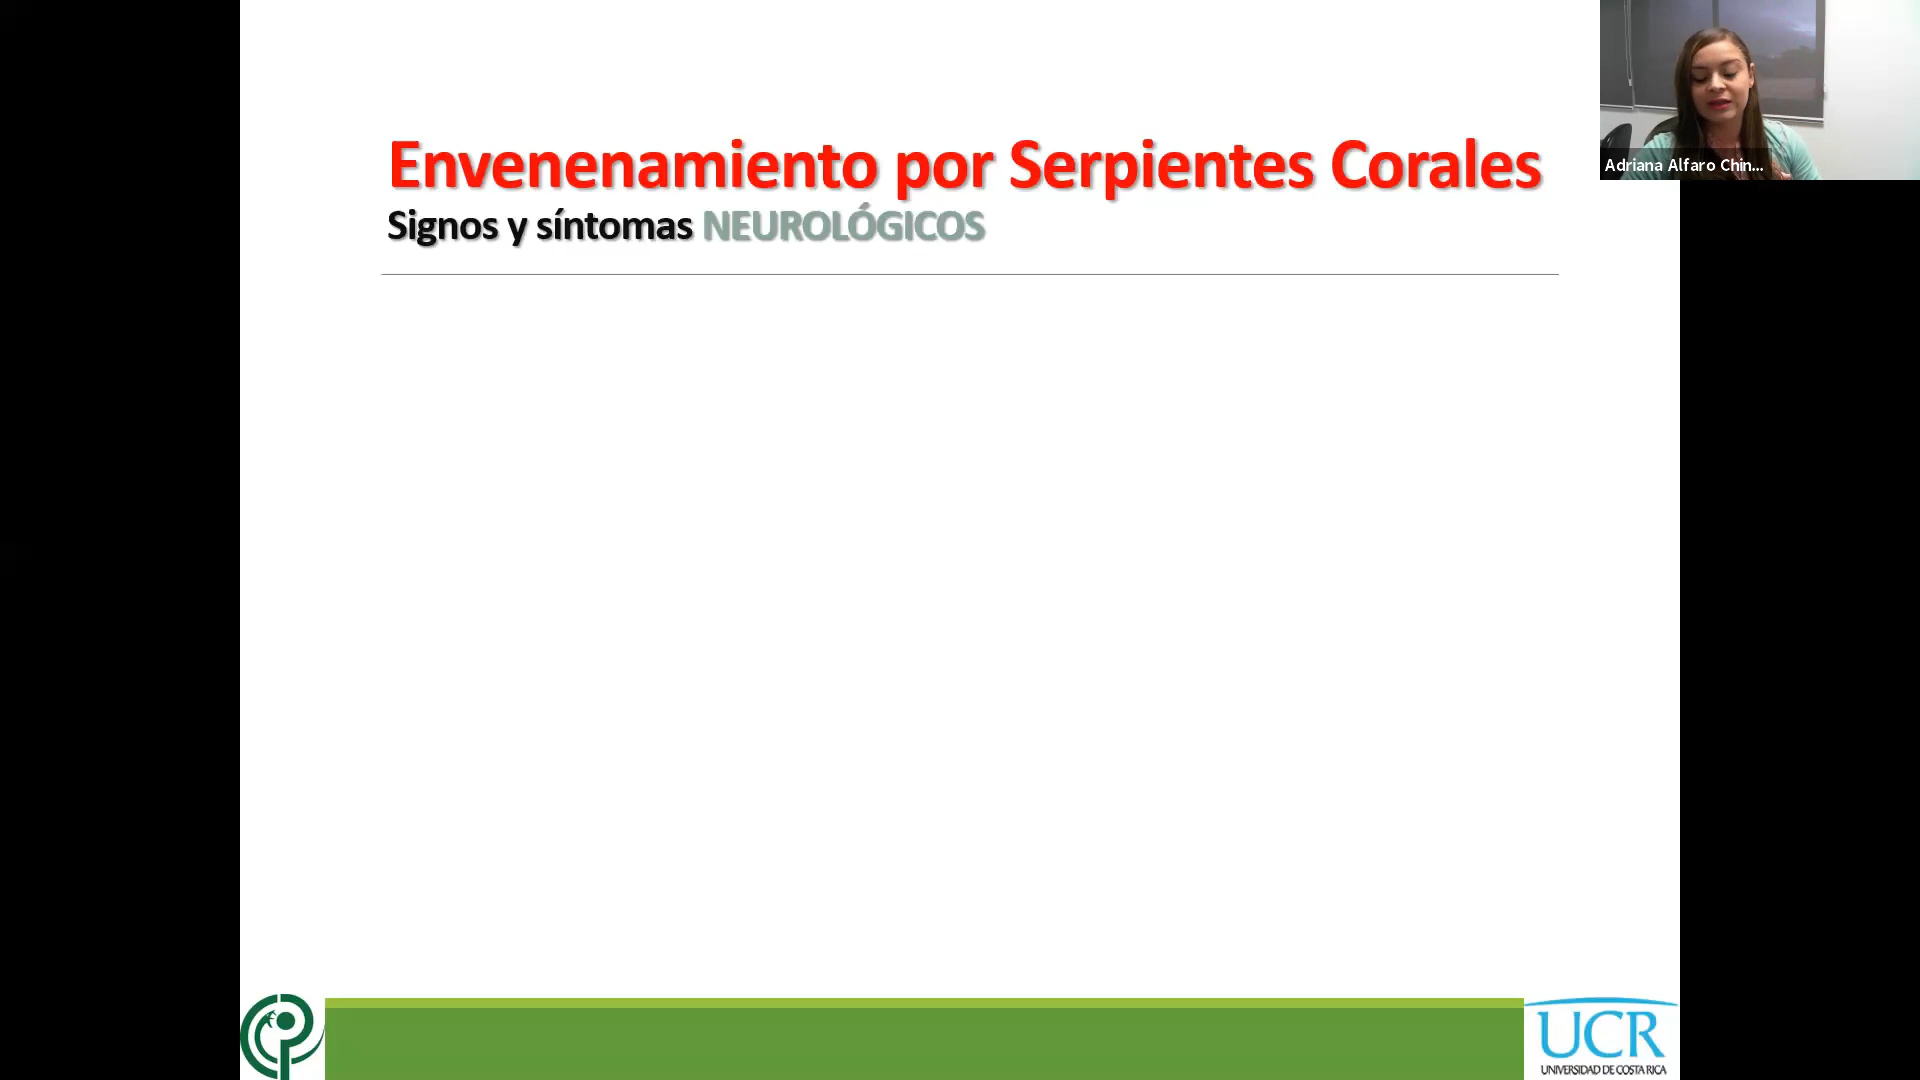 Envenenamiento por Serpientes Corales
Signos y síntomas NEUROLÓGICOS
Adriana Alfaro Chin...
UCR
UNIVERSIDAD DE COSTA RICA